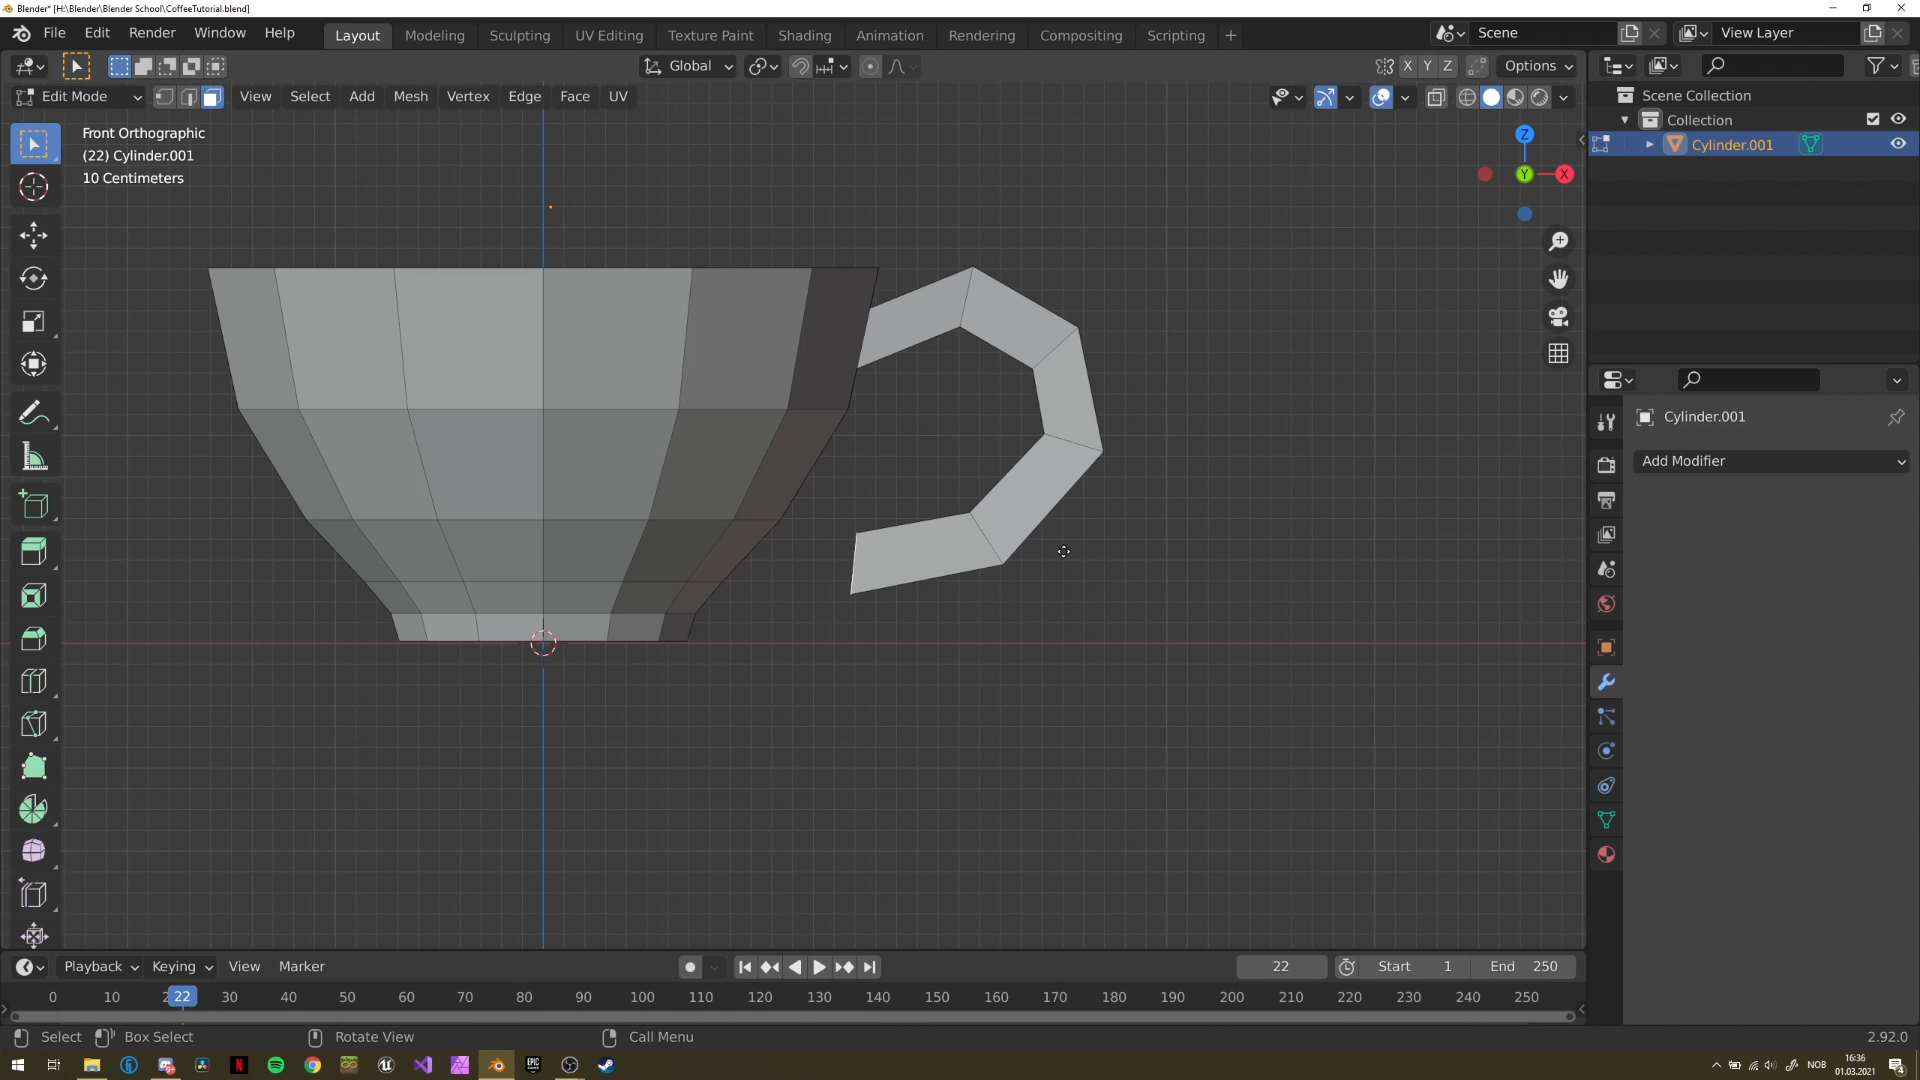 Blender* [H:\Blender\Blender School\CoffeeTutorial.blend]
File Edit Render Window Help Layout Modeling Sculpting UV Editing Texture Paint Shading Animation Rendering Compositing Scripting + Scene View Layer
Global X Y Z Options
Edit Mode View Select Add Mesh Vertex Edge Face UV
Scene Collection
Collection
Cylinder.001
Front Orthographic
(22) Cylinder.001
10 Centimeters
Z
Y X
Cylinder.001
Add Modifier
Playback Keying View Marker 22 Start 1 End 250
0 10 22 30 40 50 60 70 80 90 100 110 120 130 140 150 160 170 180 190 200 210 220 230 240 250
Select Box Select Rotate View Call Menu 2.92.0
NOB
16:36
01.03.2021